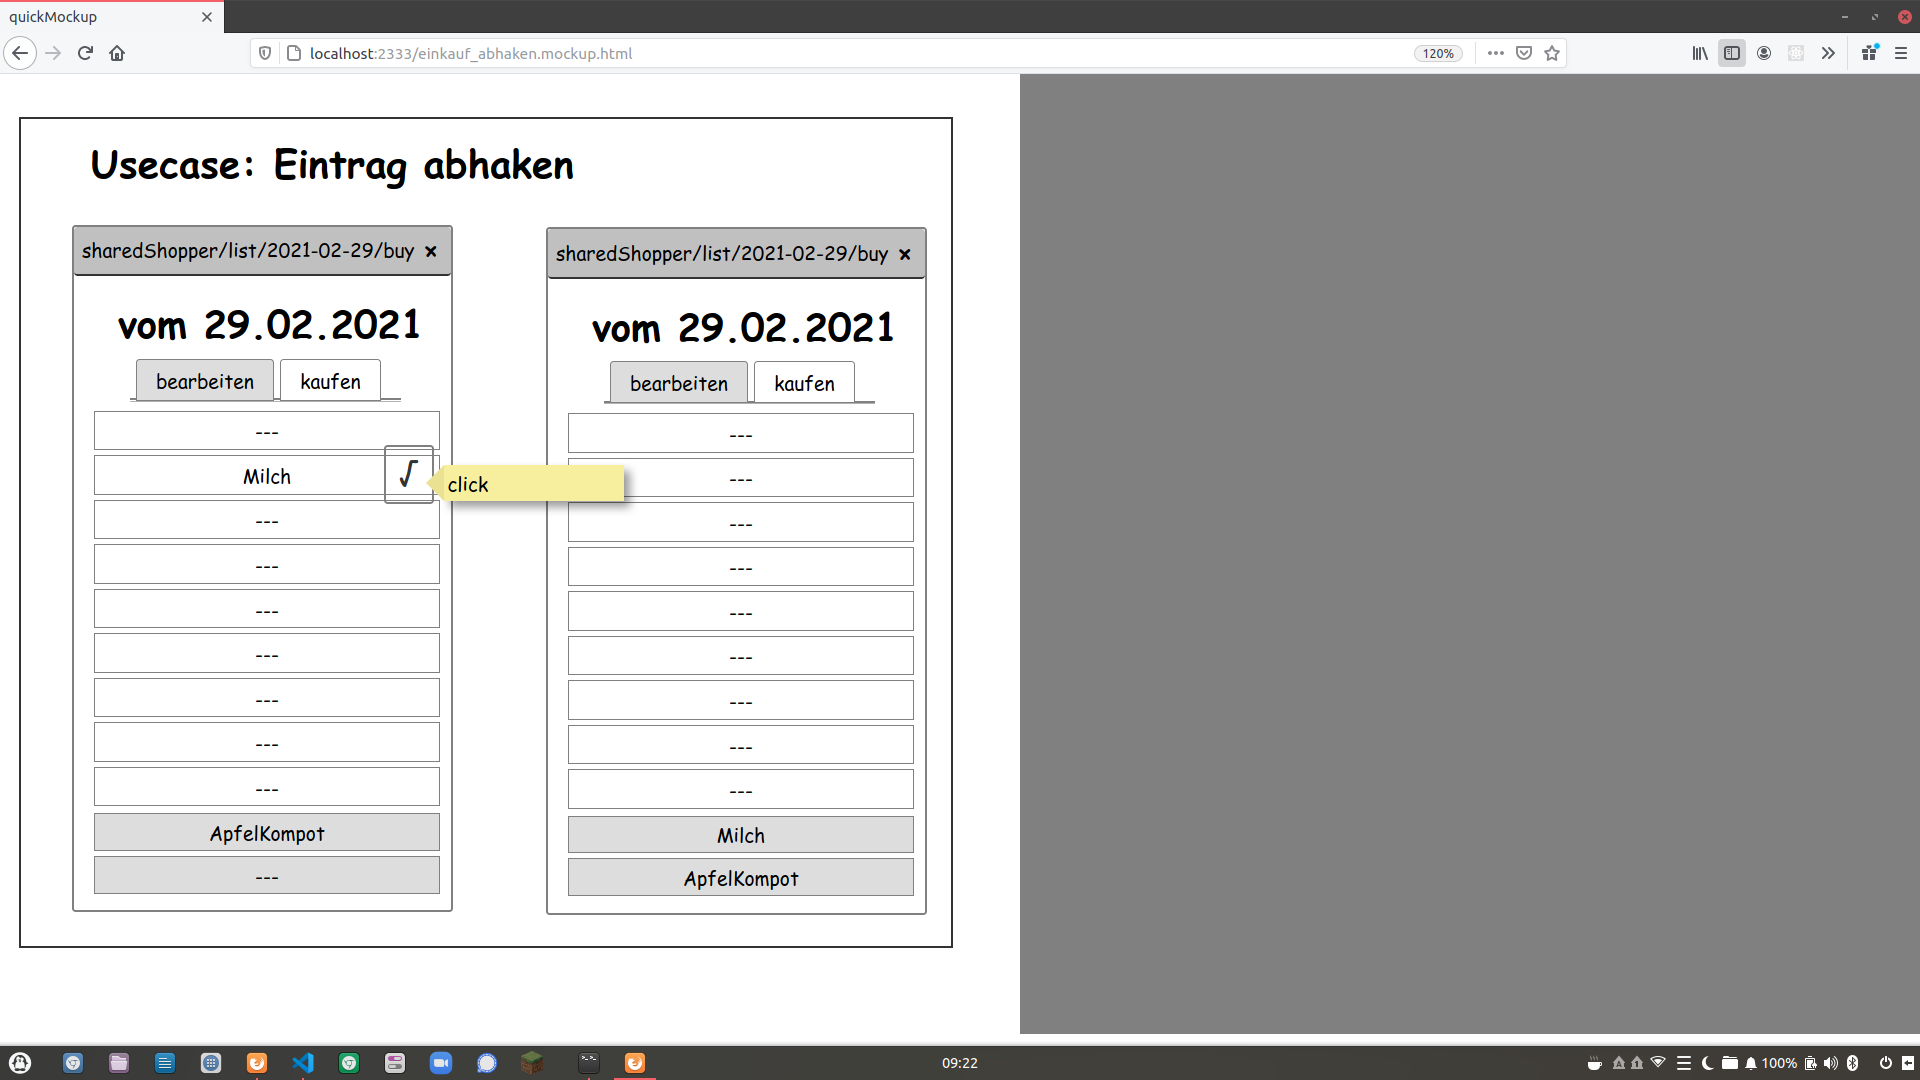 quickMockup
localhost:2333/einkauf_abhaken.mockup.html
120%
Usecase: Eintrag abhaken
sharedShopper/list/2021-02-29/buy ×
vom 29.02.2021
bearbeiten
kaufen
---
Milch
√
click
---
---
---
---
---
---
---
ApfelKompot
---
sharedShopper/list/2021-02-29/buy ×
vom 29.02.2021
bearbeiten
kaufen
---
---
---
---
---
---
---
---
---
Milch
ApfelKompot
09:22
100%